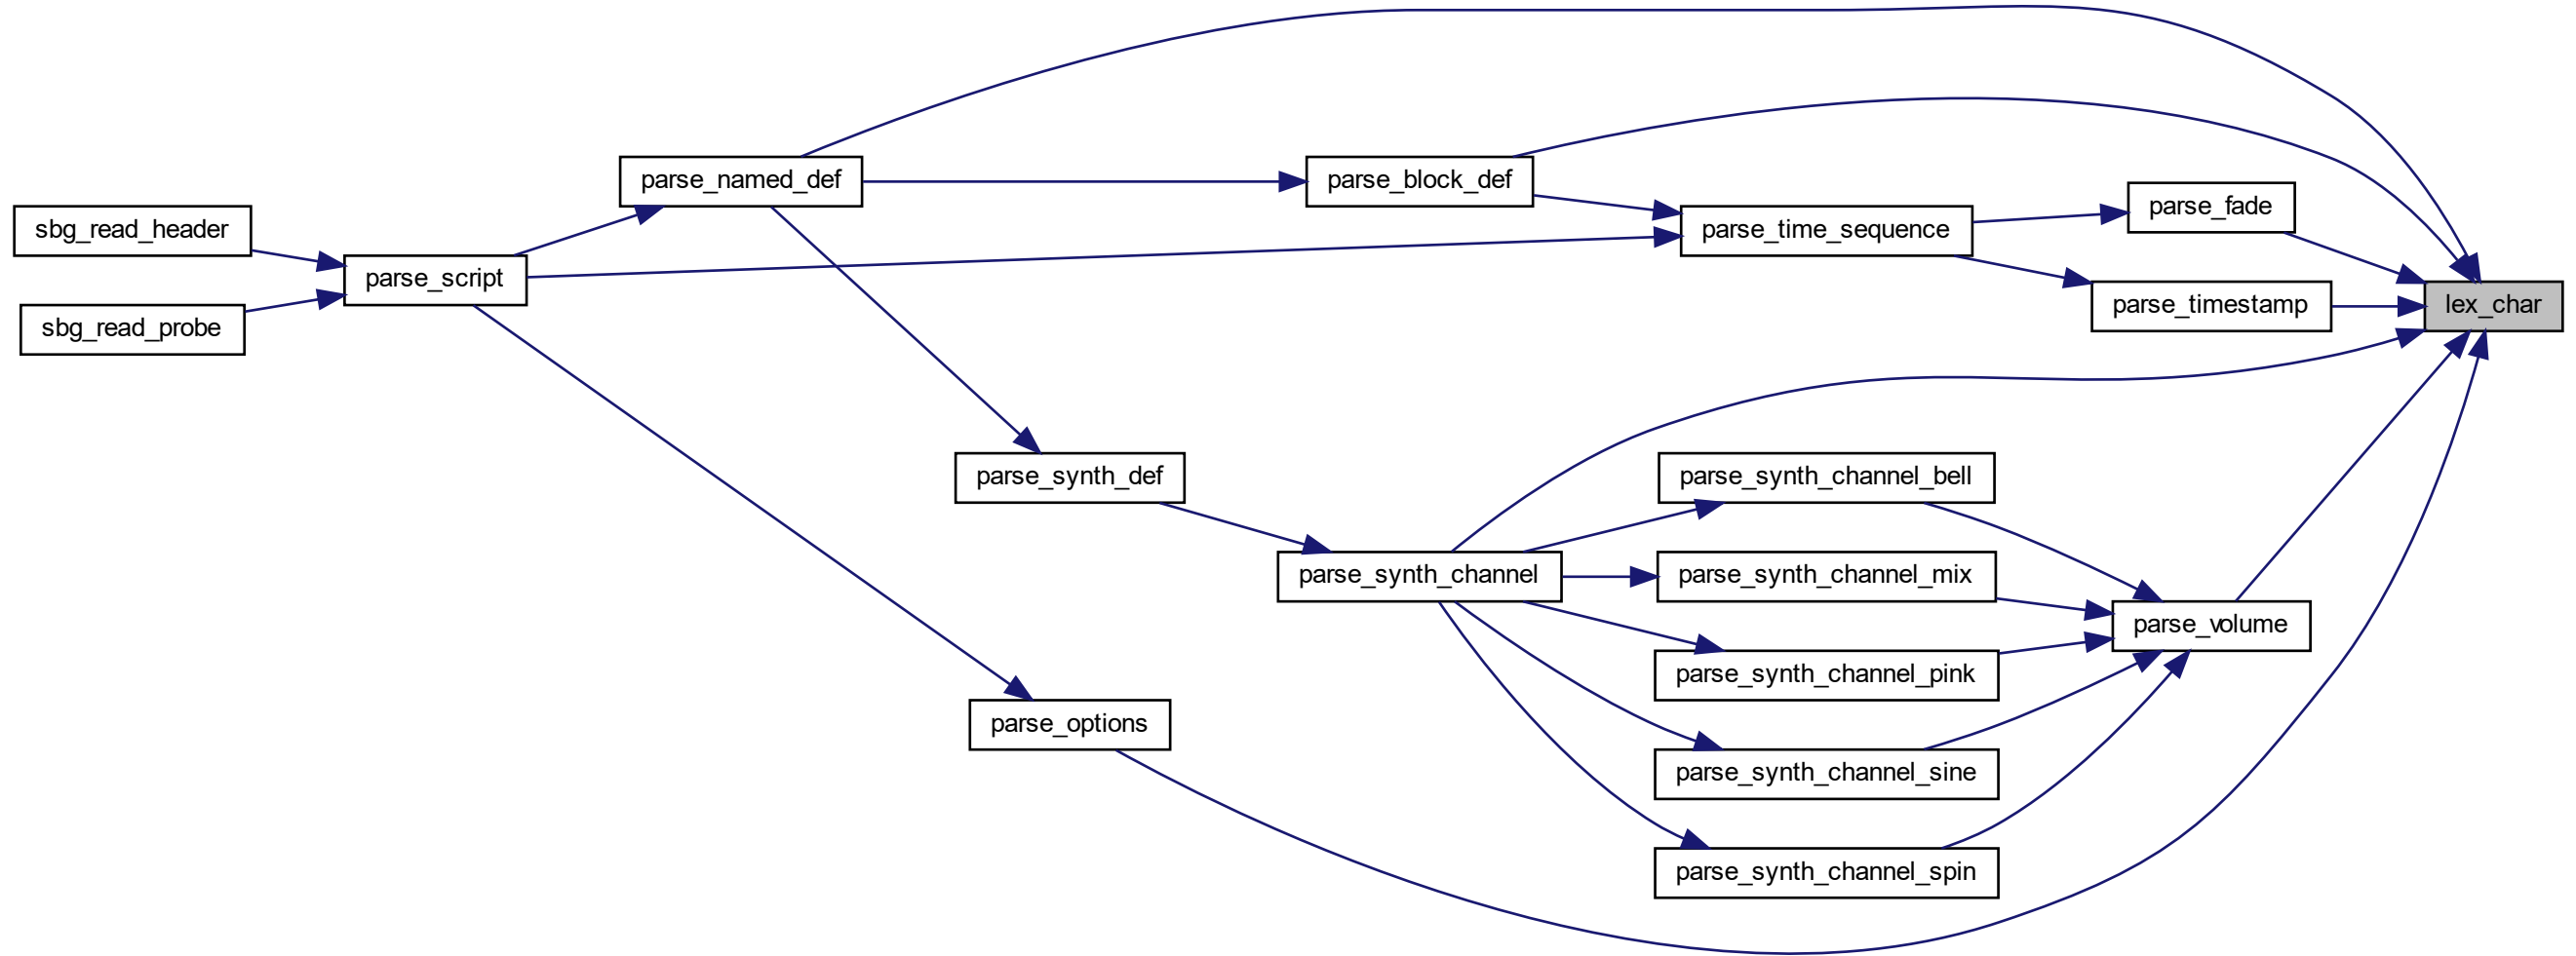 parse_named_def
parse_block_def
parse_fade
sbg_read_header
parse_time_sequence
parse_script
parse_timestamp
lex_char
sbg_read_probe
parse_synth_def
parse_synth_channel_bell
parse_synth_channel
parse_synth_channel_mix
parse_volume
parse_synth_channel_pink
parse_options
parse_synth_channel_sine
parse_synth_channel_spin